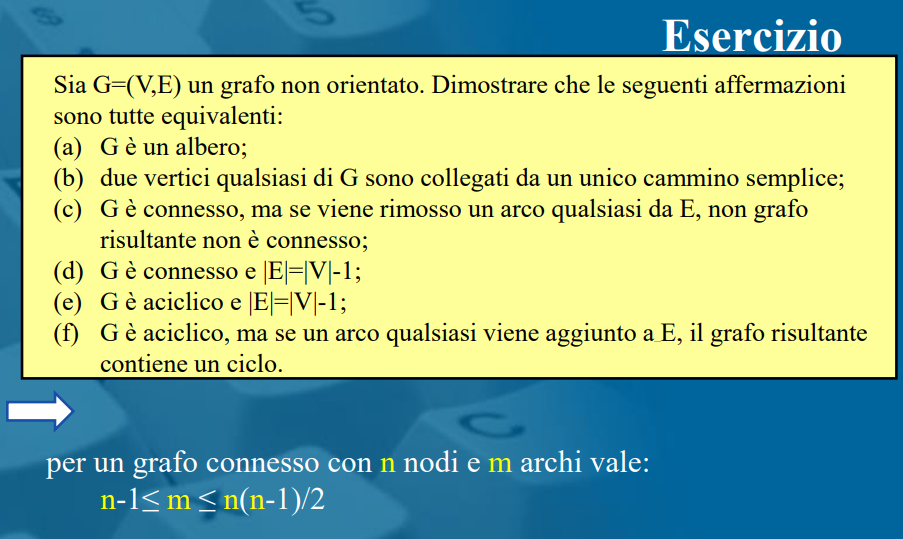 Esercizio
Sia G=(V,E) un grafo non orientato. Dimostrare che le seguenti affermazioni
sono tutte equivalenti:
(a) G è un albero;
(b) due vertici qualsiasi di G sono collegati da un unico cammino semplice;
(c) G è connesso, ma se viene rimosso un arco qualsiasi da E, non grafo
risultante non è connesso;
(d) G è connesso e |E|=|V|-1;
(e) G è aciclico e |E|=|V|-1;
(f) G è aciclico, ma se un arco qualsiasi viene aggiunto a E, il grafo risultante
contiene un ciclo.
per un grafo connesso con n nodi e m archi vale:
n-1≤ m ≤ n(n-1)/2